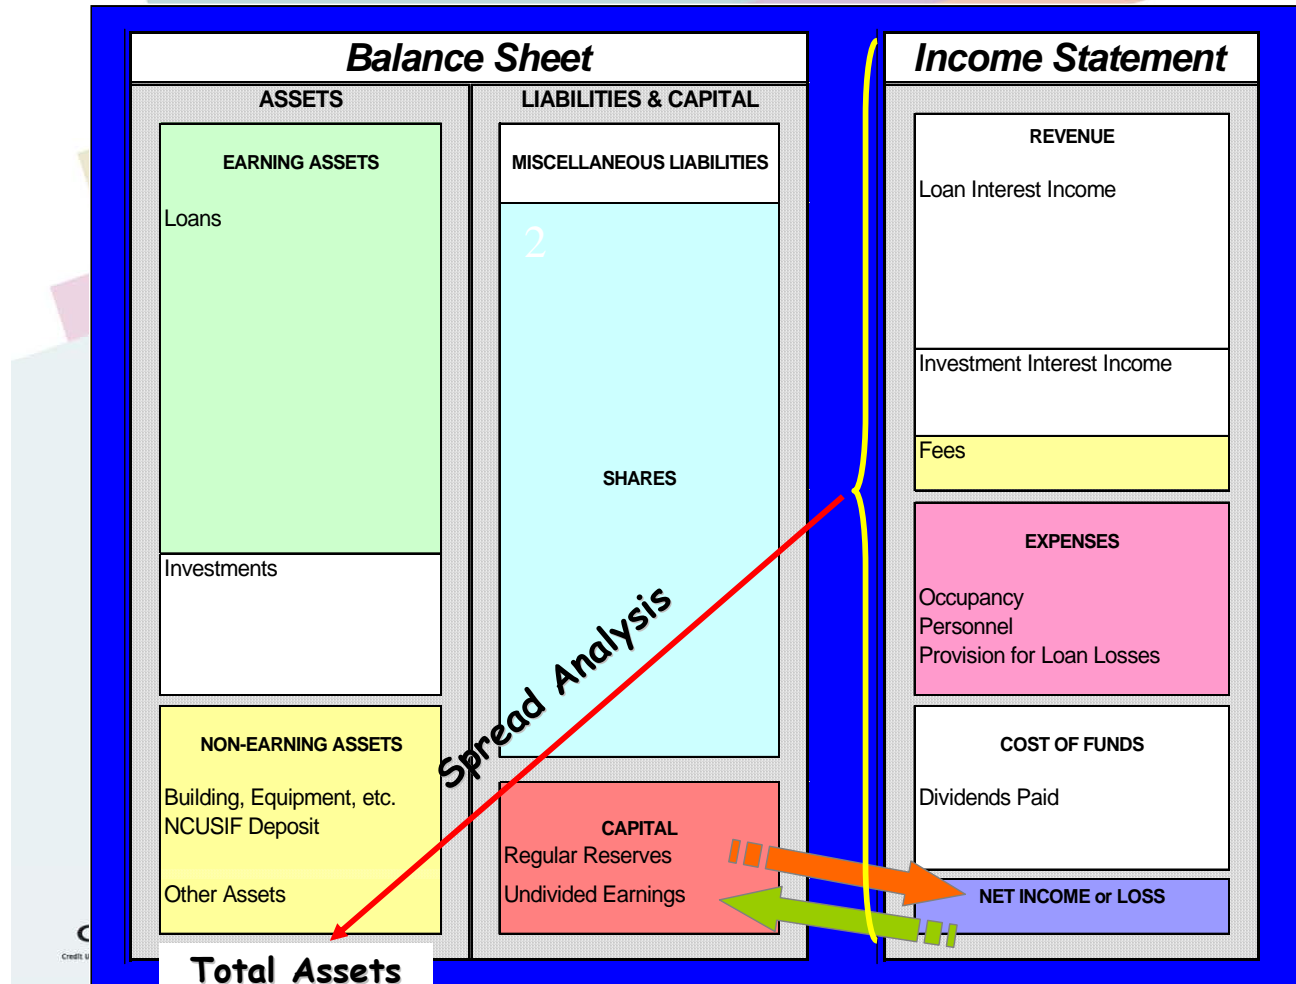 Balance Sheet
ASSETS
EARNING ASSETS
Loans
Investments
NON-EARNING ASSETS
Building, Equipment, etc.
NCUSIF Deposit
Other Assets
Total Assets
LIABILITIES & CAPITAL
MISCELLANEOUS LIABILITIES
2
SHARES
CAPITAL
Regular Reserves
Undivided Earnings
Spread Analysis
Income Statement
REVENUE
Loan Interest Income
Investment Interest Income
Fees
EXPENSES
Occupancy
Personnel
Provision for Loan Losses
COST OF FUNDS
Dividends Paid
NET INCOME or LOSS
Credit